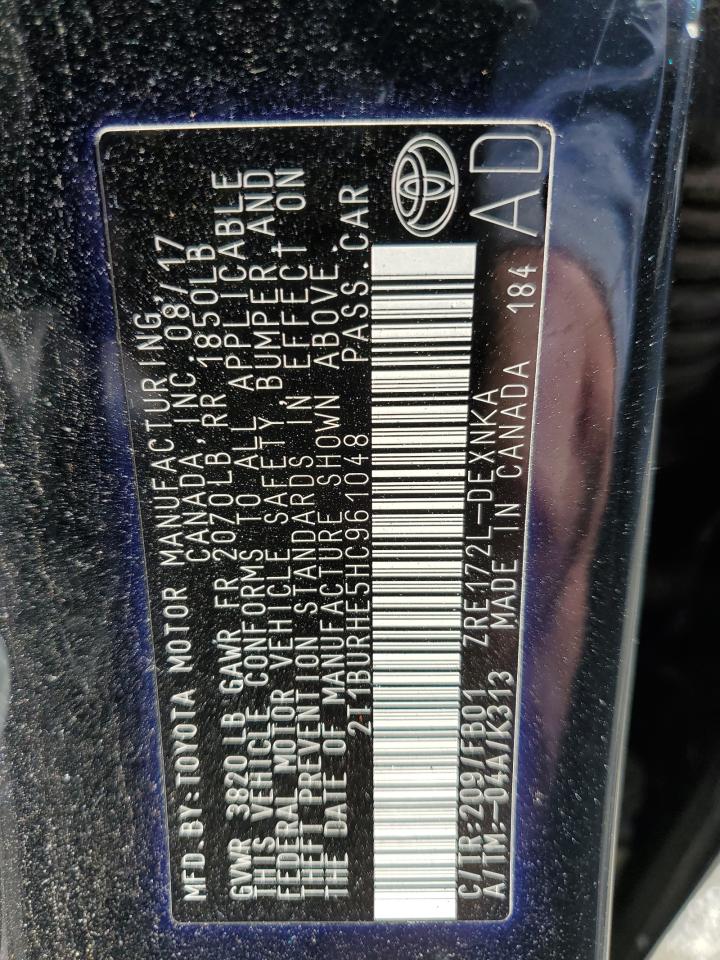 MFD.BY:TOYOTA MOTOR MANUFACTURING,
CANADA,INC.08/17
GVWR 3820LB GAWR FR 2070LB RR 1850LB
THIS VEHICLE CONFORMS TO ALL APPLICABLE
FEDERAL MOTOR VEHICLE SAFETY,BUMPER AND
THEFT PREVENTION STANDARDS IN EFFECT ON
THE DATE OF MANUFACTURE SHOWN ABOVE.
2T1BURHE5HC961048 PASS.CAR
C/TR:209/FB01 ZRE172L-DEXNKA
A/TM:-04A/K313 MADE IN CANADA 184
AD